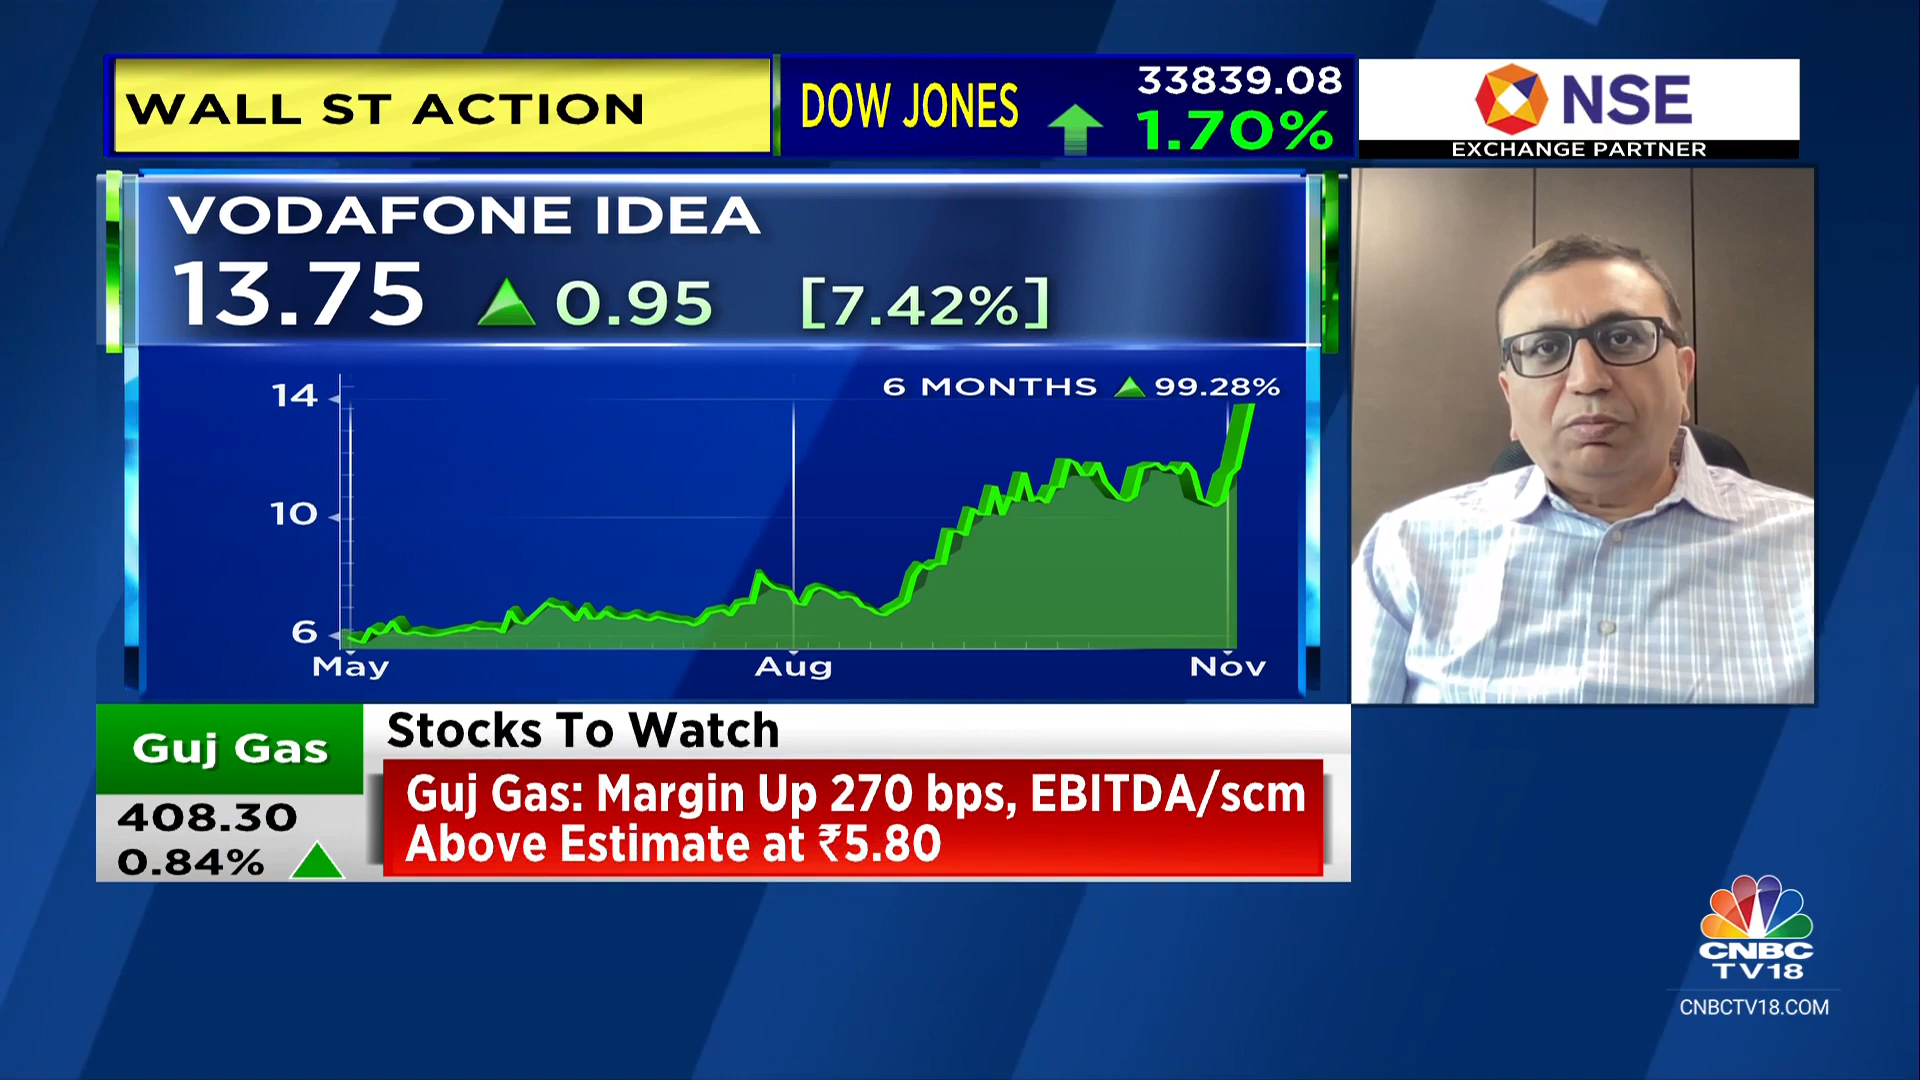 WALL ST ACTION
DOW JONES
33839.08
1.70%
NSE
EXCHANGE PARTNER
VODAFONE IDEA
13.75 0.95 [7.42%]
6 MONTHS 99.28%
14
10
6
May Aug Nov
Guj Gas
408.30
0.84%
Stocks To Watch
Guj Gas: Margin Up 270 bps, EBITDA/scm
Above Estimate at ₹5.80
CNBC
TV18
CNBCTV18.COM